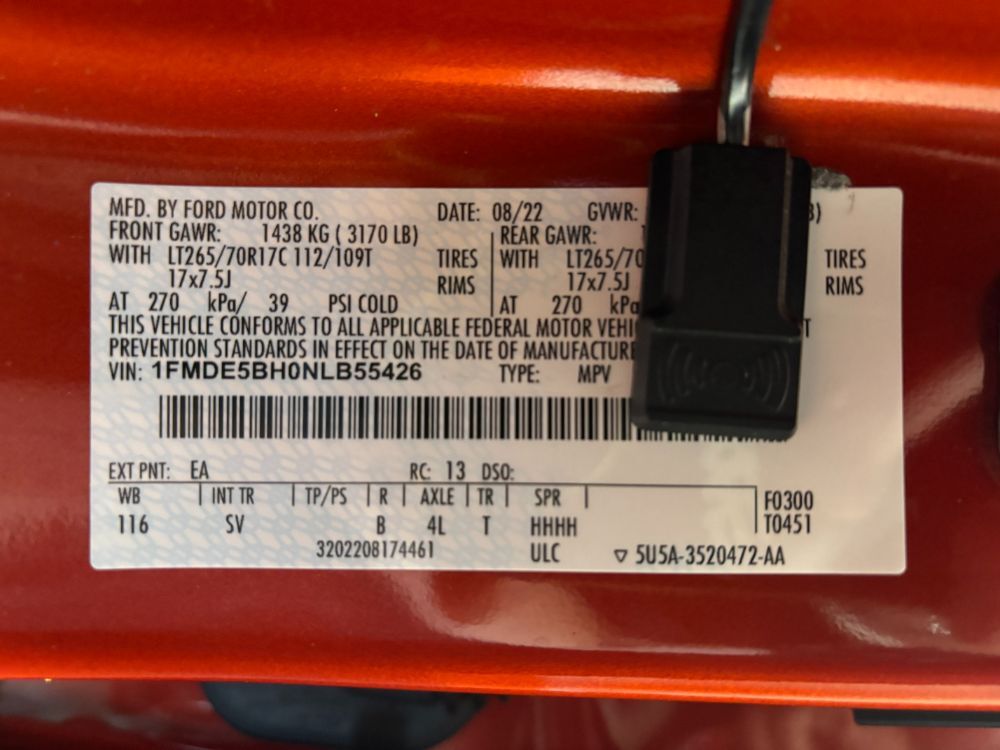 MFD. BY FORD MOTOR CO. DATE: 08/22 GVWR:
FRONT GAWR: 1438 KG ( 3170 LB) REAR GAWR:
WITH LT265/70R17C 112/109T TIRES WITH LT265/70 TIRES
17x7.5J RIMS 17x7.5J RIMS
AT 270 kPa/ 39 PSI COLD AT 270 kPa
THIS VEHICLE CONFORMS TO ALL APPLICABLE FEDERAL MOTOR
PREVENTION STANDARDS IN EFFECT ON THE DATE OF MANUFACTURE
VIN: 1FMDE5BH0NLB55426 TYPE: MPV
EXT PNT: EA RC: 13 DSO:
WB INT TR TP/PS R AXLE TR SPR F0300
116 SV B 4L T HHHH T0451
3202208174461 ULC 5U5A-3520472-AA